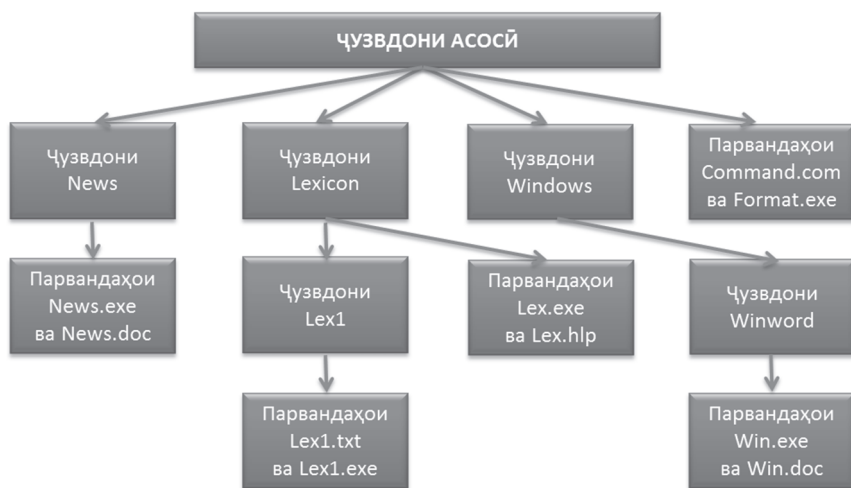 ҶУЗВДОНИ АСОСӢ
Ҷузвдони
News
Ҷузвдони
Lexicon
Ҷузвдони
Windows
Парвандаҳои
Command.com
ва Format.exe
Парвандаҳои
News.exe
ва News.doc
Ҷузвдони
Lex1
Парвандаҳои
Lex.exe
ва Lex.hlp
Ҷузвдони
Winword
Парвандаҳои
Lex1.txt
ва Lex1.exe
Парвандаҳои
Win.exe
ва Win.doc